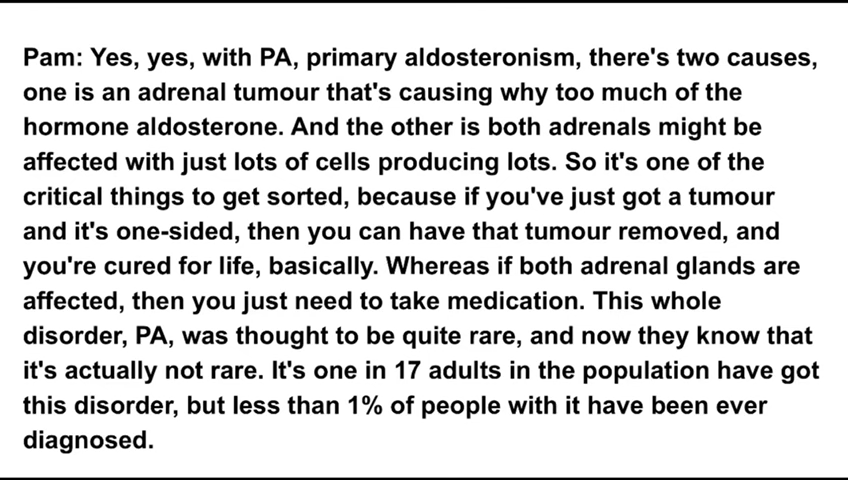 Pam: Yes, yes, with PA, primary aldosteronism, there's two causes,
one is an adrenal tumour that's causing why too much of the
hormone aldosterone. And the other is both adrenals might be
affected with just lots of cells producing lots. So it's one of the
critical things to get sorted, because if you've just got a tumour
and it's one-sided, then you can have that tumour removed, and
you're cured for life, basically. Whereas if both adrenal glands are
affected, then you just need to take medication. This whole
disorder, PA, was thought to be quite rare, and now they know that
it's actually not rare. It's one in 17 adults in the population have got
this disorder, but less than 1% of people with it have been ever
diagnosed.